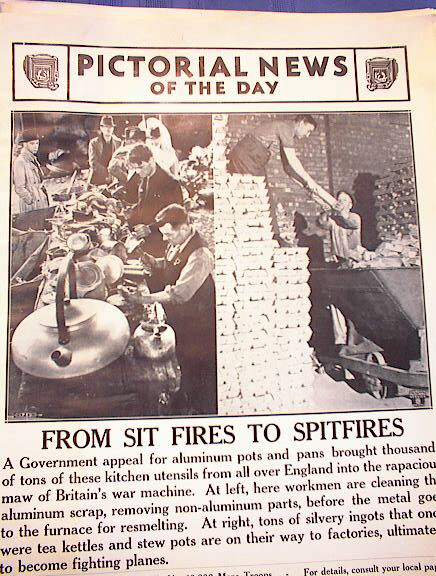 PICTORIAL NEWS
OF THE DAY
FROM SIT FIRES TO SPITFIRES
A Government appeal for aluminum pots and pans brought thousand
of tons of these kitchen utensils from all over England into the rapacious
maw of Britain's war machine. At left, here workmen are cleaning th
aluminum scrap, removing non-aluminum parts, before the metal goe
to the furnace for resmelting. At right, tons of silvery ingots that onc
were tea kettles and stew pots are on their way to factories, ultimate
to become fighting planes.
More Troops
For details, consult your local pa